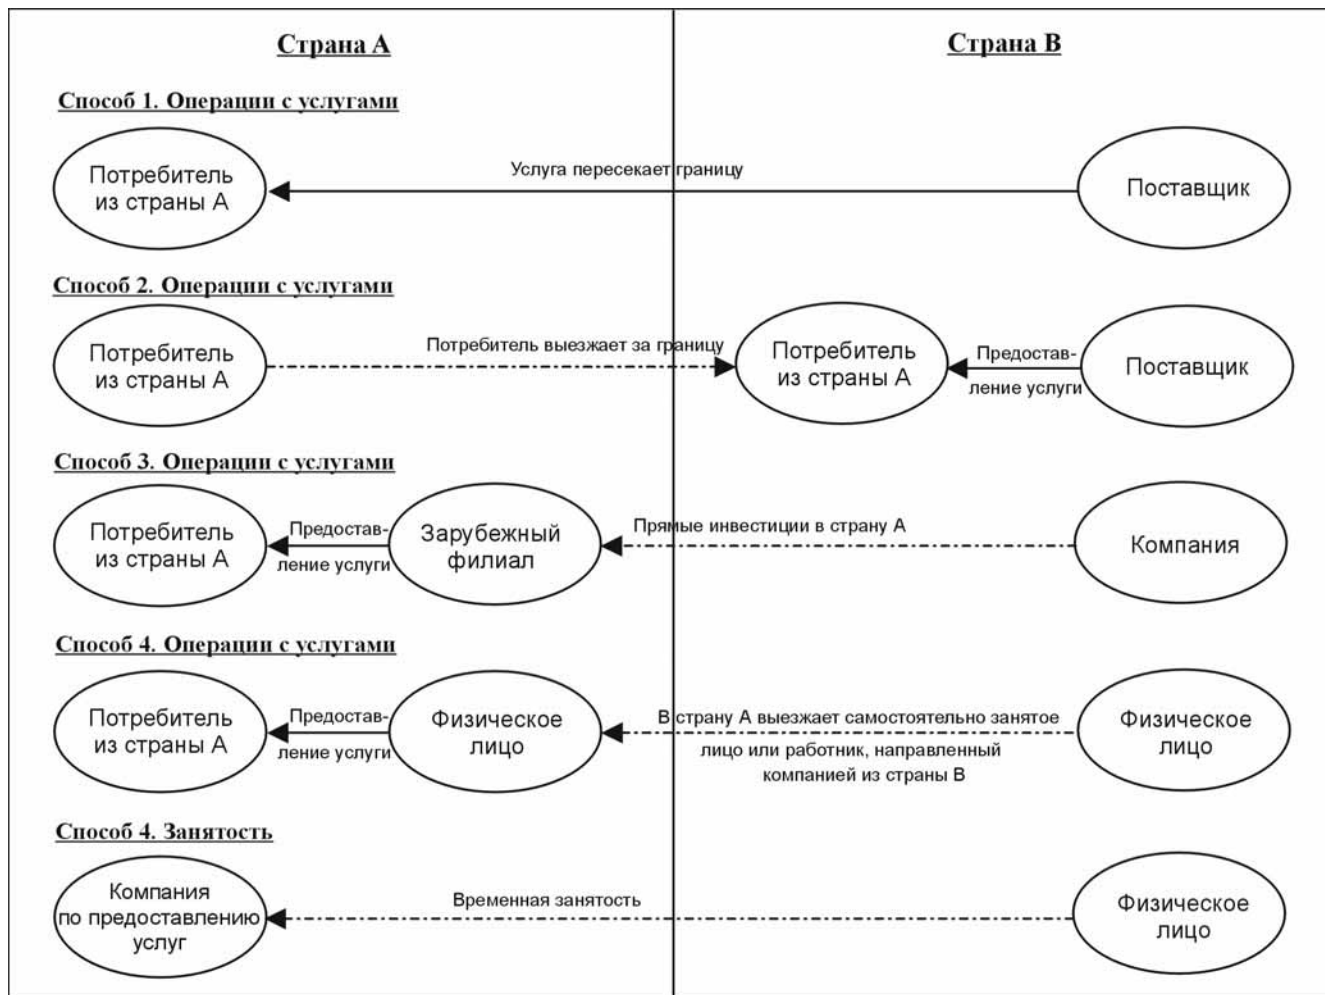 Страна А
Страна В
Способ 1. Операции с услугами
Потребитель
из страны А
Услуга пересекает границу
Поставщик
Способ 2. Операции с услугами
Потребитель
из страны А
Потребитель выезжает за границу
Потребитель
из страны А
Предостав-
ление услуги
Поставщик
Способ 3. Операции с услугами
Потребитель
из страны А
Предостав-
ление услуги
Зарубежный
филиал
Прямые инвестиции в страну А
Компания
Способ 4. Операции с услугами
Потребитель
из страны А
Предостав-
ление услуги
Физическое
лицо
В страну А выезжает самостоятельно занятое
лицо или работник, направленный
компанией из страны В
Физическое
лицо
Способ 4. Занятость
Компания
по предоставлению
услуг
Временная занятость
Физическое
лицо